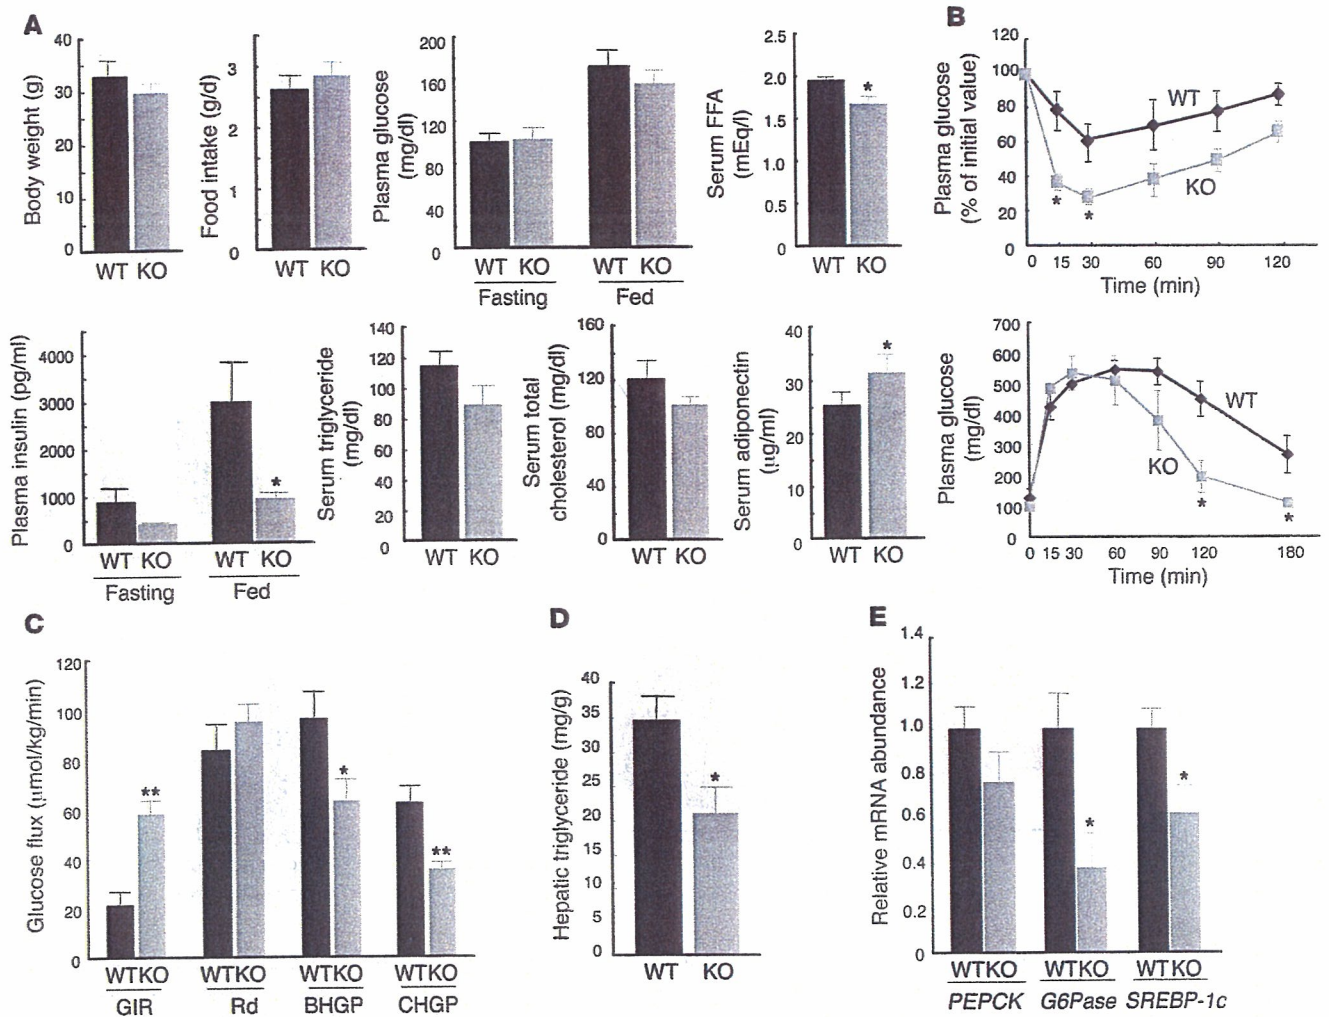 A
Body weight (g)
40
30
20
10
0
WT KO
Food intake (g/d)
3
2
1
0
WT KO
Plasma glucose
(mg/dl)
200
160
120
80
40
0
WT KO
Fasting
WT KO
Fed
Serum FFA
(mEq/l)
2.5
2.0
1.5
1.0
0.5
0
*
WT KO
B
Plasma glucose
(% of initial value)
120
100
80
60
40
20
0
WT
KO
*
*
0 15 30 60 90 120
Time (min)
Plasma insulin (pg/ml)
4000
3000
2000
1000
0
*
WT KO
Fasting
WT KO
Fed
Serum triglyceride
(mg/dl)
140
120
100
80
60
40
20
0
WT KO
Serum total
cholesterol (mg/dl)
160
120
80
40
0
WT KO
Serum adiponectin
(μg/ml)
40
30
20
10
0
*
WT KO
Plasma glucose
(mg/dl)
700
600
500
400
300
200
100
0
WT
KO
*
*
0 15 30 60 90 120 180
Time (min)
C
Glucose flux (μmol/kg/min)
120
100
80
60
40
20
0
**
*
**
WTKO WTKO WTKO WTKO
GIR Rd BHGP CHGP
D
Hepatic triglyceride (mg/g)
40
35
30
25
20
15
10
5
0
*
WT KO
E
Relative mRNA abundance
1.4
1.2
1.0
0.8
0.6
0.4
0.2
0
*
*
WTKO WTKO WTKO
PEPCK G6Pase SREBP-1c